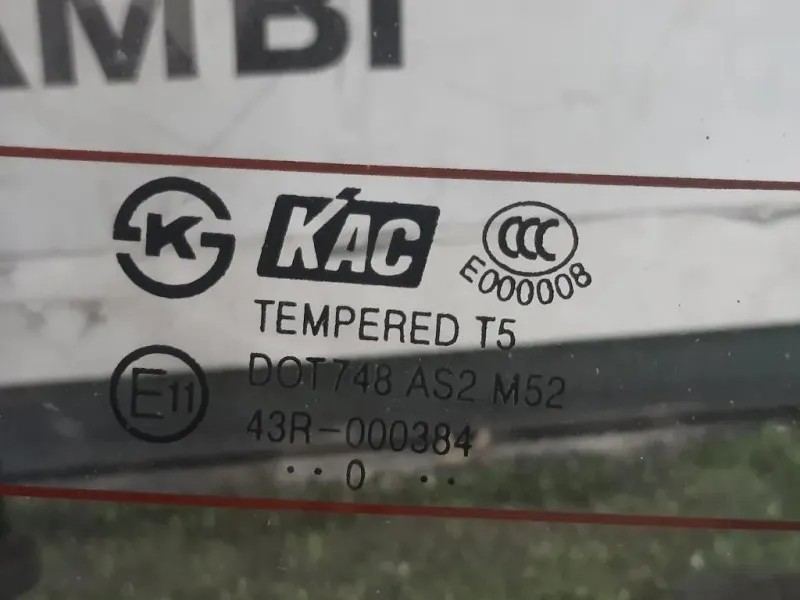 AMBI
K
KAC
CCC
E000008
TEMPERED T5
E11
DOT748 AS2 M52
43R-000384
··0 ··